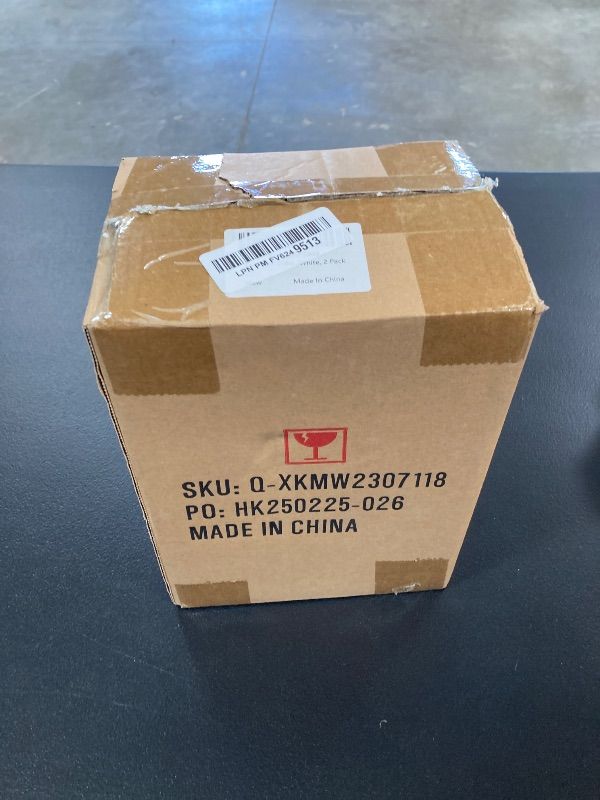 LPN PM FV624 9513
White, 2 Pack
Made In China
SKU: Q-XKMW2307118
PO: HK250225-026
MADE IN CHINA